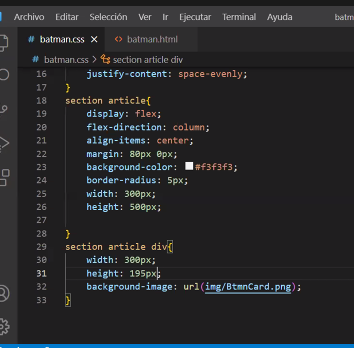 Editar Selección Ver Ir Ejecutar Terminal Ayuda batm
# batman.css × <> batman.html
# batman.css > section article div
16 justify-content: space-evenly;
17 }
18 section article{
19 display: flex;
20 flex-direction: column;
21 align-items: center;
22 margin: 80px 0px;
23 background-color: #f3f3f3;
24 border-radius: 5px;
25 width: 300px;
26 height: 500px;
27
28 }
29 section article div{
30 width: 300px;
31 height: 195px;
32 background-image: url(img/BtmnCard.png);
33 }